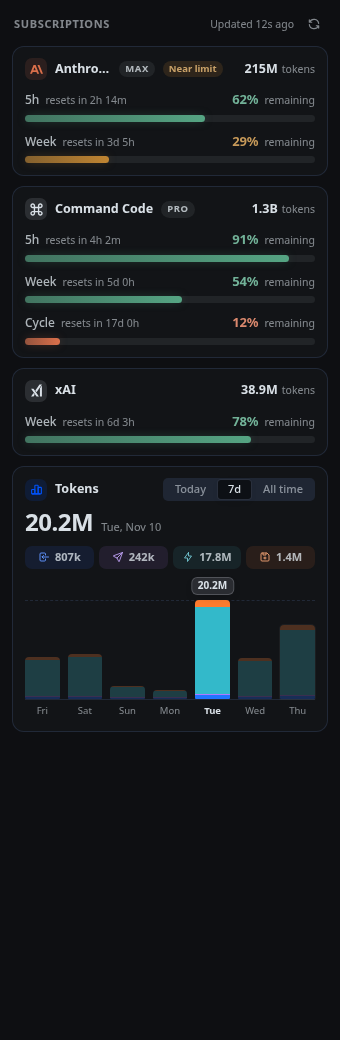 SUBSCRIPTIONS Updated 12s ago
Anthro... MAX Near limit 215M tokens
5h resets in 2h 14m 62% remaining
Week resets in 3d 5h 29% remaining
Command Code PRO 1.3B tokens
5h resets in 4h 2m 91% remaining
Week resets in 5d 0h 54% remaining
Cycle resets in 17d 0h 12% remaining
xAI 38.9M tokens
Week resets in 6d 3h 78% remaining
Tokens Today 7d All time
20.2M Tue, Nov 10
807k 242k 17.8M 1.4M
20.2M
Fri Sat Sun Mon Tue Wed Thu